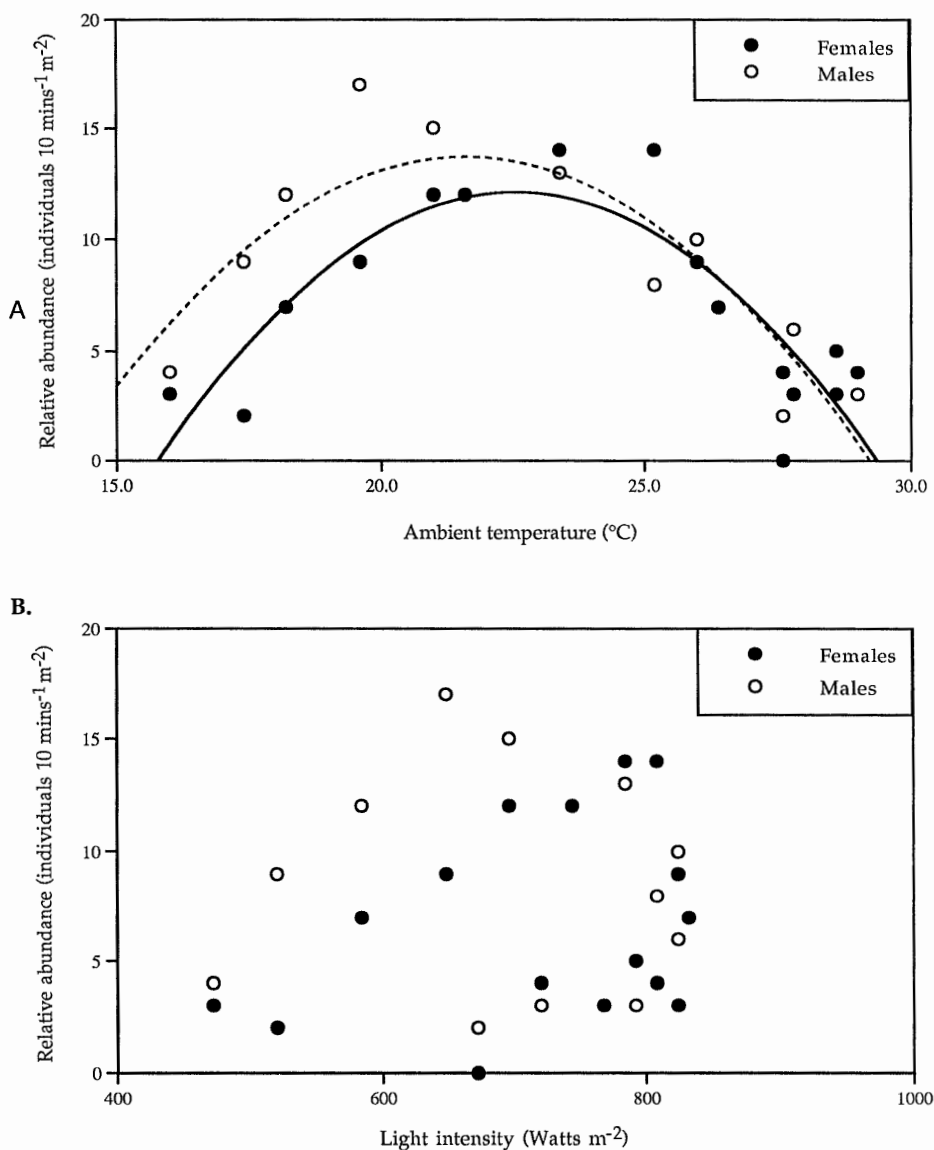 20
15
10
5
0
Relative abundance (individuals 10 mins-1 m-2)
A
Females
Males
15.0 20.0 25.0 30.0
Ambient temperature (°C)
B.
20
15
10
5
0
Relative abundance (individuals 10 mins-1 m-2)
Females
Males
400 600 800 1000
Light intensity (Watts m-2)